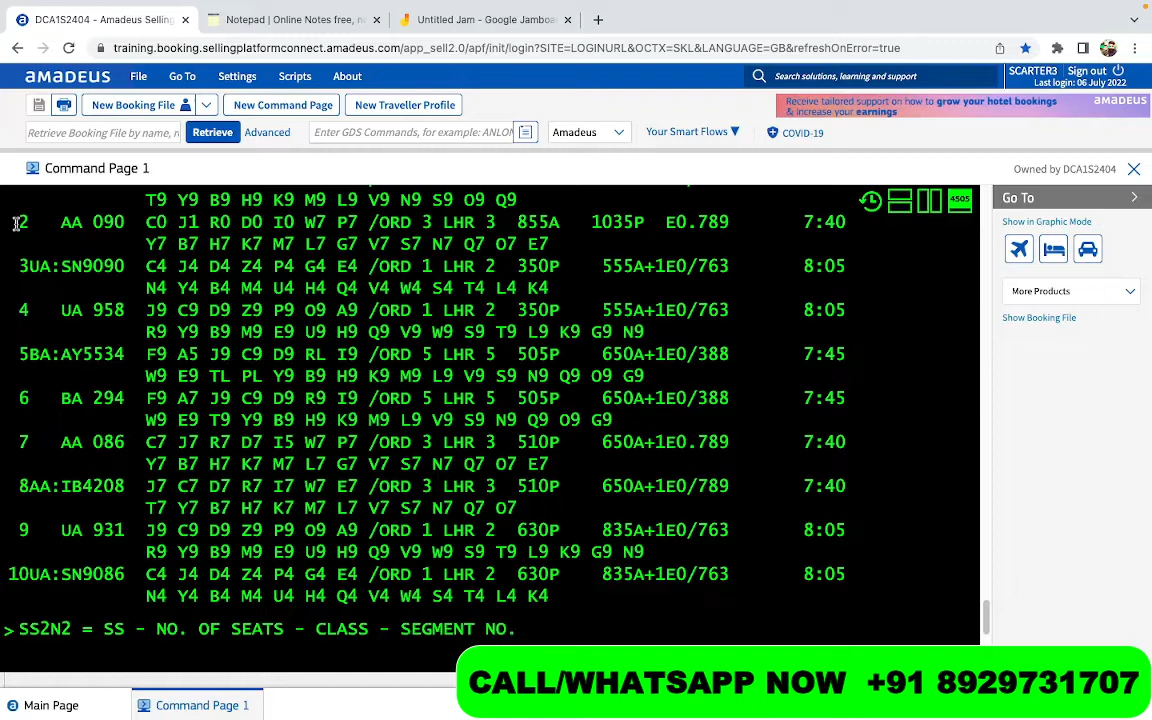 DCA1S2404 - Amadeus Selling
Notepad | Online Notes free, n
Untitled Jam - Google Jamboa
training.booking.sellingplatformconnect.amadeus.com/app_sell2.0/apf/init/login?SITE=LOGINURL&OCTX=SKL&LANGUAGE=GB&refreshOnError=true
amadeus File Go To Settings Scripts About Search solutions, learning and support SCARTER3 Sign out
Last login: 06 July 2022
New Booking File New Command Page New Traveller Profile
Receive tailored support on how to grow your hotel bookings & increase your earnings amadeus
Retrieve Booking File by name, r Retrieve Advanced Enter GDS Commands, for example: ANLON Amadeus Your Smart Flows COVID-19
Command Page 1 Owned by DCA1S2404
T9 Y9 B9 H9 K9 M9 L9 V9 N9 S9 O9 Q9
2 AA 090 C0 J1 R0 D0 I0 W7 P7 /ORD 3 LHR 3 855A 1035P E0.789 7:40
Y7 B7 H7 K7 M7 L7 G7 V7 S7 N7 Q7 O7 E7
3UA:SN9090 C4 J4 D4 Z4 P4 G4 E4 /ORD 1 LHR 2 350P 555A+1E0/763 8:05
N4 Y4 B4 M4 U4 H4 Q4 V4 W4 S4 T4 L4 K4
4 UA 958 J9 C9 D9 Z9 P9 O9 A9 /ORD 1 LHR 2 350P 555A+1E0/763 8:05
R9 Y9 B9 M9 E9 U9 H9 Q9 V9 W9 S9 T9 L9 K9 G9 N9
5BA:AY5534 F9 A5 J9 C9 D9 RL I9 /ORD 5 LHR 5 505P 650A+1E0/388 7:45
W9 E9 TL PL Y9 B9 H9 K9 M9 L9 V9 S9 N9 Q9 O9 G9
6 BA 294 F9 A7 J9 C9 D9 R9 I9 /ORD 5 LHR 5 505P 650A+1E0/388 7:45
W9 E9 T9 Y9 B9 H9 K9 M9 L9 V9 S9 N9 Q9 O9 G9
7 AA 086 C7 J7 R7 D7 I5 W7 P7 /ORD 3 LHR 3 510P 650A+1E0/789 7:40
Y7 B7 H7 K7 M7 L7 G7 V7 S7 N7 Q7 O7 E7
8AA:IB4208 J7 C7 D7 R7 I7 W7 E7 /ORD 3 LHR 3 510P 650A+1E0/789 7:40
T7 Y7 B7 H7 K7 M7 L7 V7 S7 N7 Q7 O7
9 UA 931 J9 C9 D9 Z9 P9 O9 A9 /ORD 1 LHR 2 630P 835A+1E0/763 8:05
R9 Y9 B9 M9 E9 U9 H9 Q9 V9 W9 S9 T9 L9 K9 G9 N9
10UA:SN9086 C4 J4 D4 Z4 P4 G4 E4 /ORD 1 LHR 2 630P 835A+1E0/763 8:05
N4 Y4 B4 M4 U4 H4 Q4 V4 W4 S4 T4 L4 K4
>SS2N2 = SS - NO. OF SEATS - CLASS - SEGMENT NO.
4505
Go To
Show in Graphic Mode
More Products
Show Booking File
CALL/WHATSAPP NOW +91 8929731707
Main Page Command Page 1